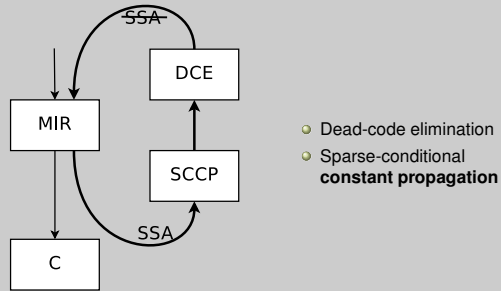 SSA
DCE
MIR
SCCP
SSA
C
Dead-code elimination
Sparse-conditional
constant propagation